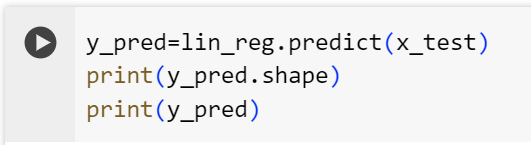 y_pred=lin_reg.predict(x_test)
print(y_pred.shape)
print(y_pred)